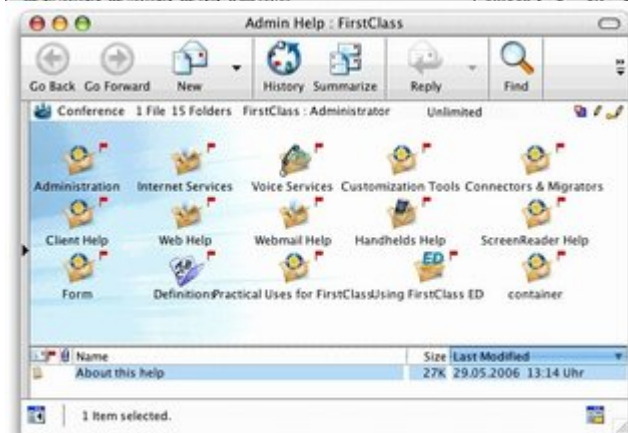 Admin Help : FirstClass
Go Back Go Forward New History Summarize Reply Find
Conference 1 File 15 Folders FirstClass : Administrator Unlimited
Administration Internet Services Voice Services Customization Tools Connectors & Migrators
Client Help Web Help Webmail Help Handhelds Help ScreenReader Help
ED
Form Definitions Practical Uses for FirstClass Using FirstClass ED container
Name Size Last Modified
About this help 27K 29.05.2006 13:14 Uhr
1 Item selected.